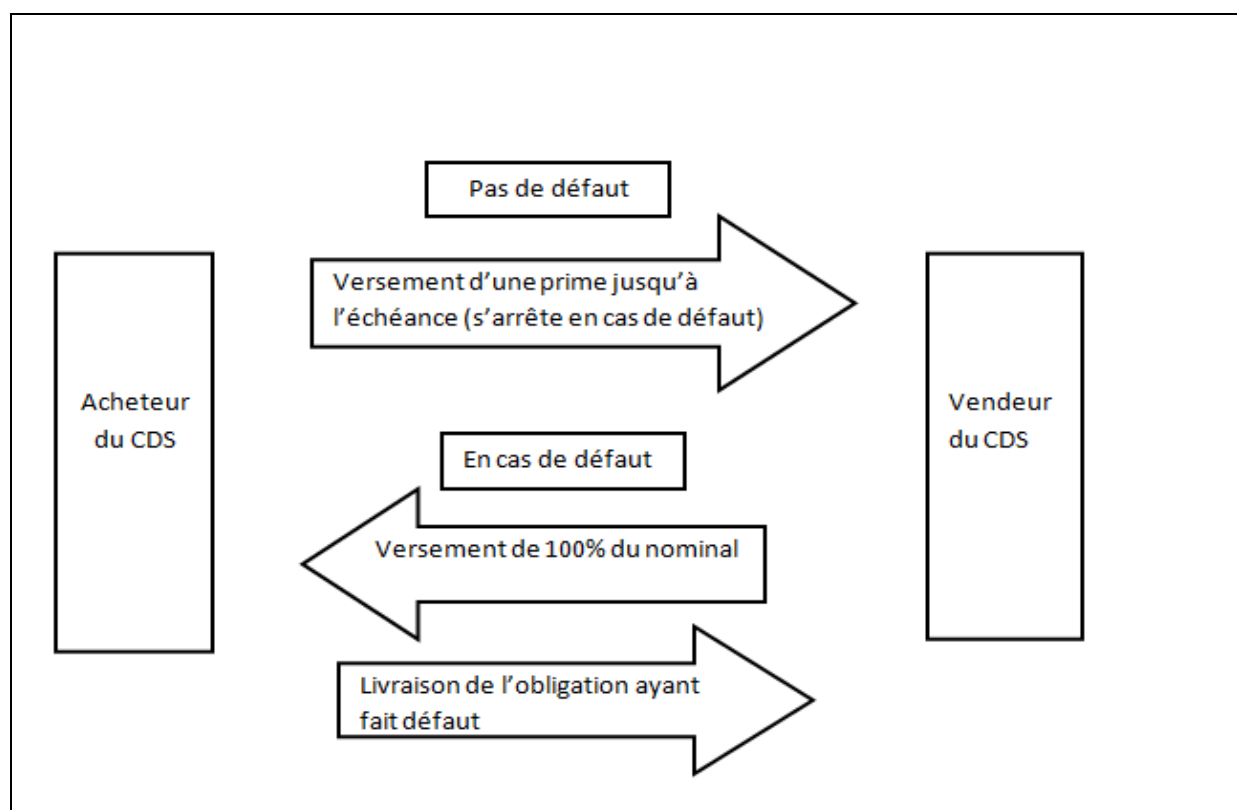 Pas de défaut
Versement d’une prime jusqu’à
l’échéance (s’arrête en cas de défaut)
Acheteur
du CDS
Vendeur
du CDS
En cas de défaut
Versement de 100% du nominal
Livraison de l’obligation ayant
fait défaut